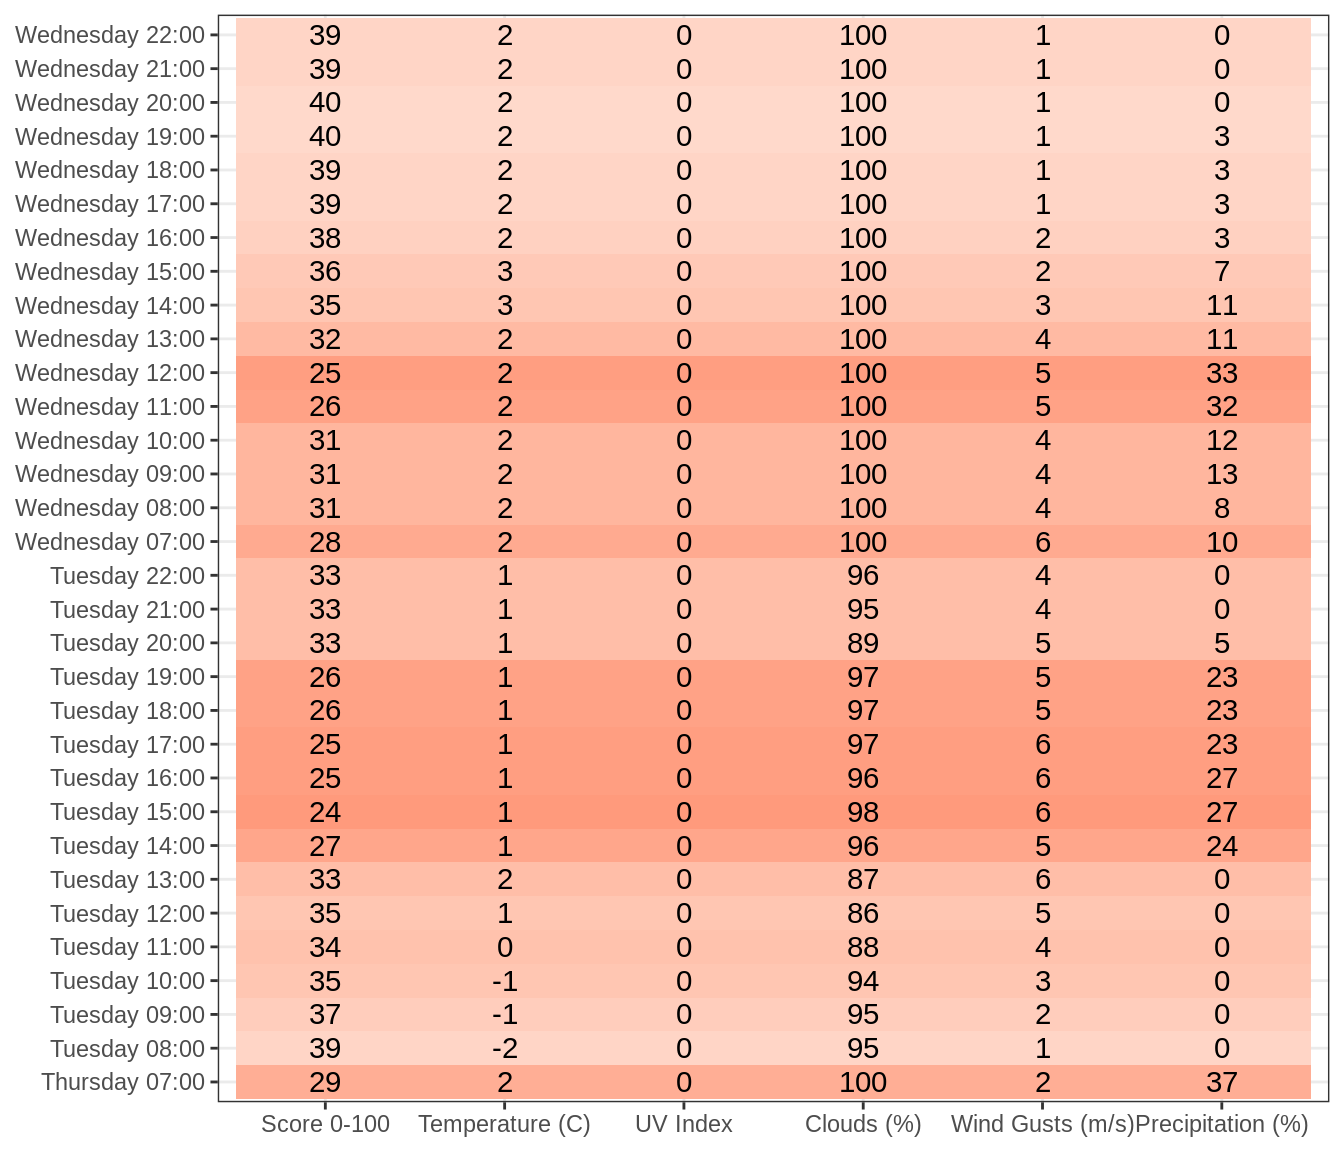 Wednesday 22:00 39 2 0 100 1 0
Wednesday 21:00 39 2 0 100 1 0
Wednesday 20:00 40 2 0 100 1 0
Wednesday 19:00 40 2 0 100 1 3
Wednesday 18:00 39 2 0 100 1 3
Wednesday 17:00 39 2 0 100 1 3
Wednesday 16:00 38 2 0 100 2 3
Wednesday 15:00 36 3 0 100 2 7
Wednesday 14:00 35 3 0 100 3 11
Wednesday 13:00 32 2 0 100 4 11
Wednesday 12:00 25 2 0 100 5 33
Wednesday 11:00 26 2 0 100 5 32
Wednesday 10:00 31 2 0 100 4 12
Wednesday 09:00 31 2 0 100 4 13
Wednesday 08:00 31 2 0 100 4 8
Wednesday 07:00 28 2 0 100 6 10
Tuesday 22:00 33 1 0 96 4 0
Tuesday 21:00 33 1 0 95 4 0
Tuesday 20:00 33 1 0 89 5 5
Tuesday 19:00 26 1 0 97 5 23
Tuesday 18:00 26 1 0 97 5 23
Tuesday 17:00 25 1 0 97 6 23
Tuesday 16:00 25 1 0 96 6 27
Tuesday 15:00 24 1 0 98 6 27
Tuesday 14:00 27 1 0 96 5 24
Tuesday 13:00 33 2 0 87 6 0
Tuesday 12:00 35 1 0 86 5 0
Tuesday 11:00 34 0 0 88 4 0
Tuesday 10:00 35 -1 0 94 3 0
Tuesday 09:00 37 -1 0 95 2 0
Tuesday 08:00 39 -2 0 95 1 0
Thursday 07:00 29 2 0 100 2 37
Score 0-100 Temperature (C) UV Index Clouds (%) Wind Gusts (m/s) Precipitation (%)